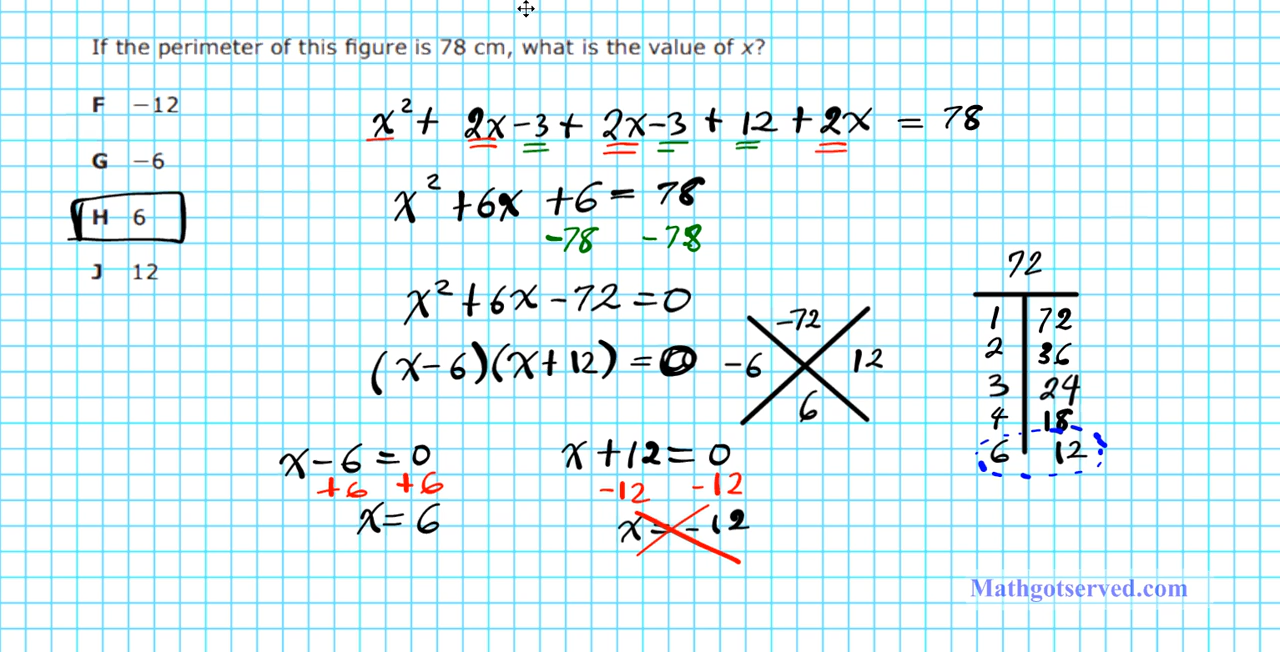 If the perimeter of this figure is 78 cm, what is the value of x?
F −12
G −6
H 6
J 12
x² + 2x − 3 + 2x − 3 + 12 + 2x = 78
x² + 6x + 6 = 78
−78 −78
x² + 6x − 72 = 0
(x − 6)(x + 12) = 0
−72
−6 12
6
72
1 72
2 36
3 24
4 18
6 12
x − 6 = 0
+6 +6
x = 6
x + 12 = 0
−12 −12
x = −12
Mathgotserved.com